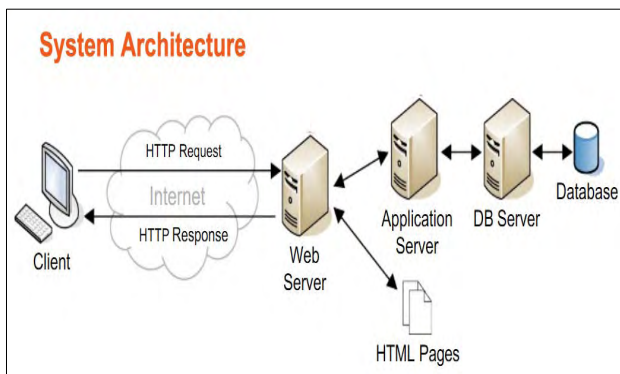 System Architecture
HTTP Request
Internet
HTTP Response
Client
Web
Server
Application
Server
DB Server
Database
HTML Pages